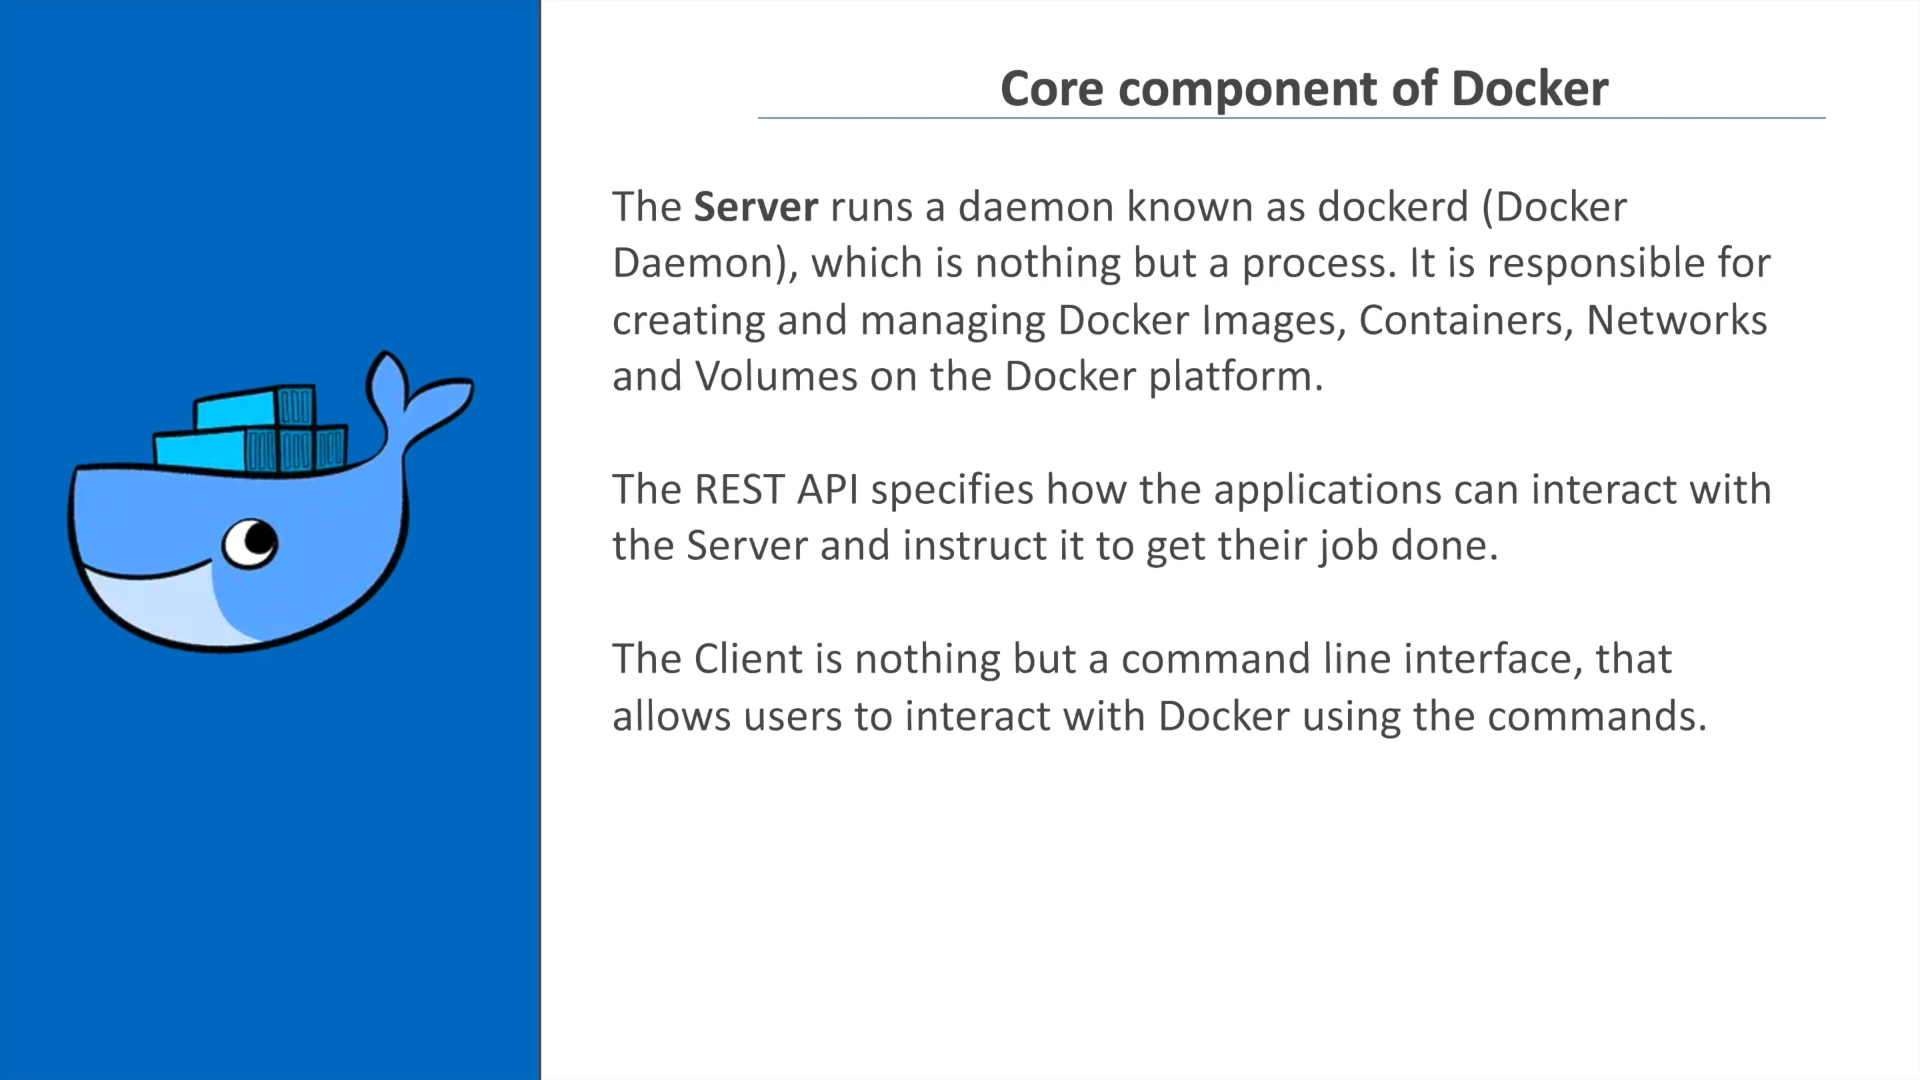 Core component of Docker
The Server runs a daemon known as dockerd (Docker
Daemon), which is nothing but a process. It is responsible for
creating and managing Docker Images, Containers, Networks
and Volumes on the Docker platform.
The REST API specifies how the applications can interact with
the Server and instruct it to get their job done.
The Client is nothing but a command line interface, that
allows users to interact with Docker using the commands.